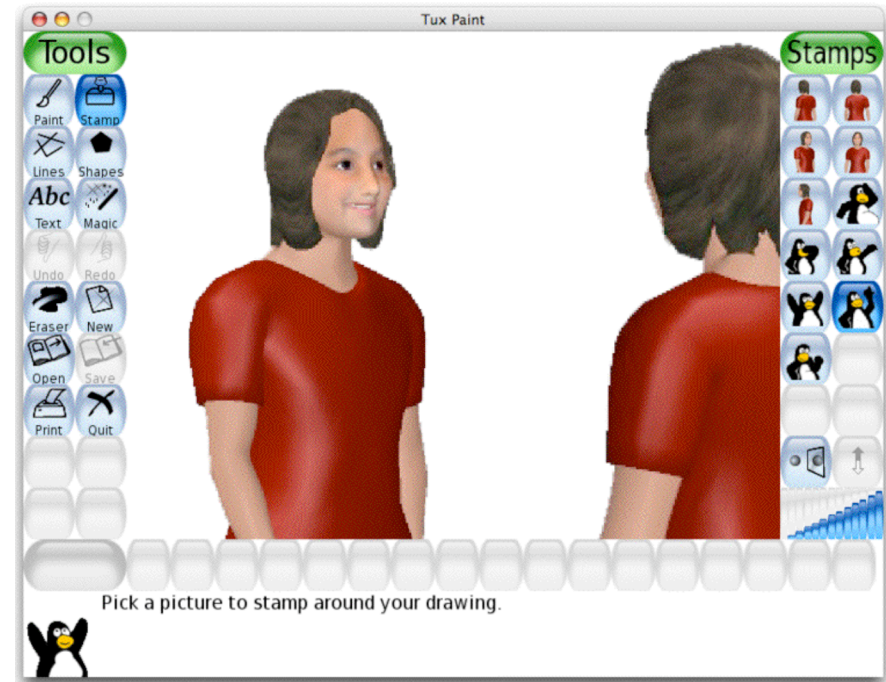 Tux Paint
Tools
Stamps
Paint Stamp
Lines Shapes
Abc
Text Magic
Undo Redo
Eraser New
Open Save
Print Quit
Pick a picture to stamp around your drawing.